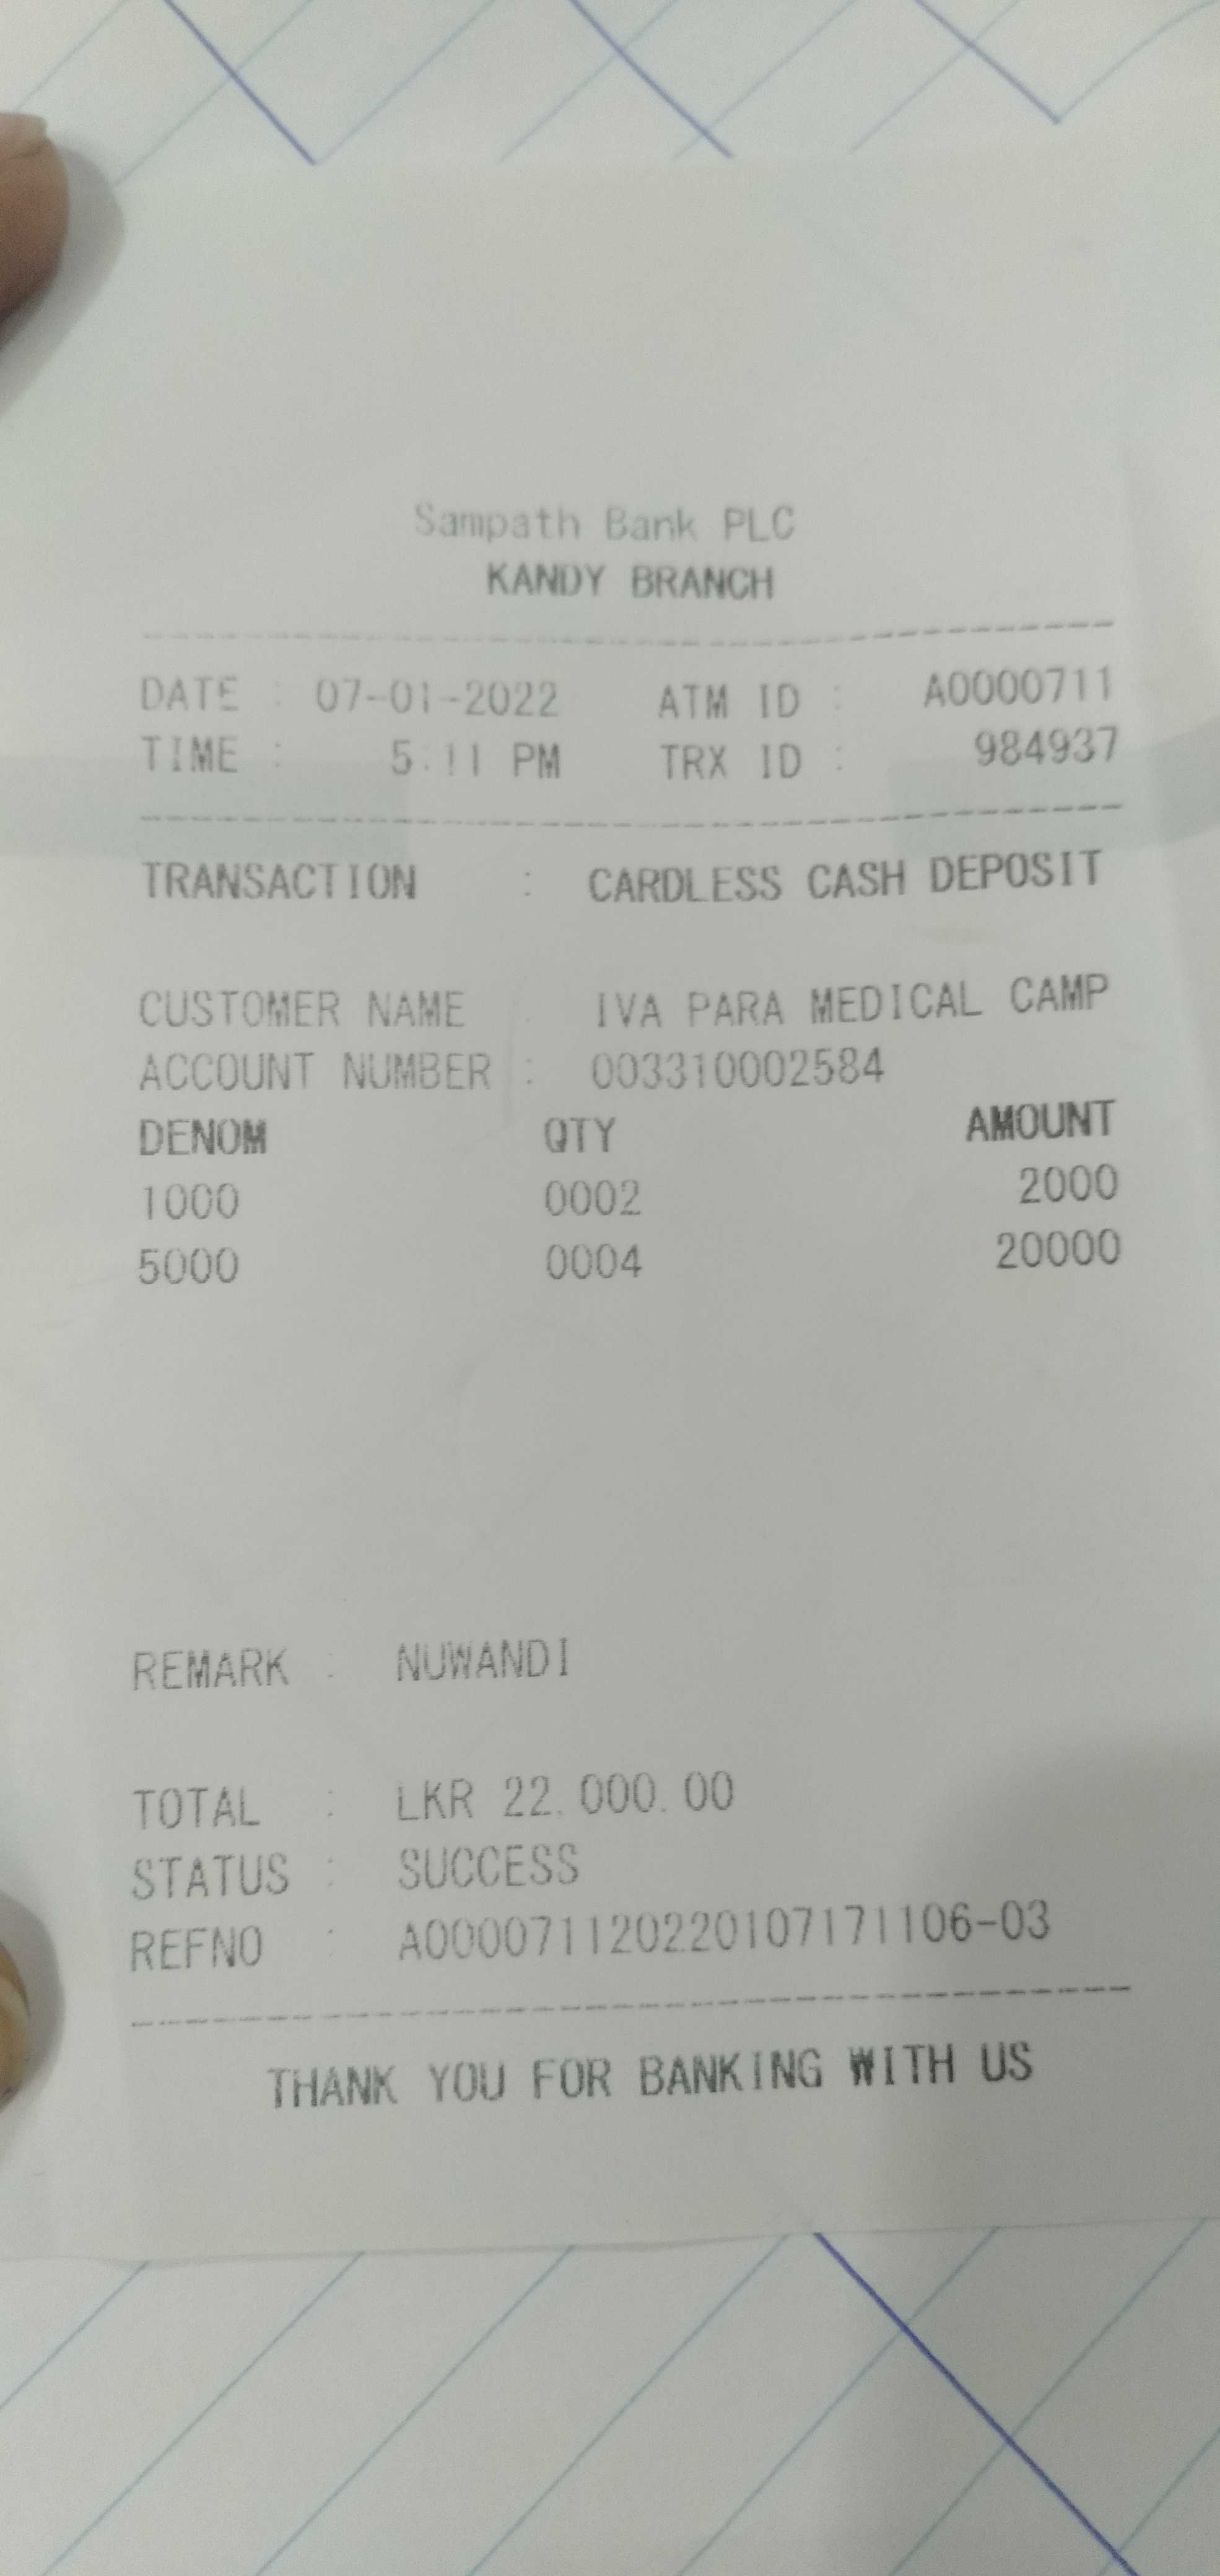 Sampath Bank PLC
KANDY BRANCH
DATE : 07-01-2022 ATM ID : A0000711
TIME : 5:11 PM TRX ID : 984937
TRANSACTION : CARDLESS CASH DEPOSIT
CUSTOMER NAME : IVA PARA MEDICAL CAMP
ACCOUNT NUMBER : 003310002584
DENOM QTY AMOUNT
1000 0002 2000
5000 0004 20000
REMARK : NUWANDI
TOTAL : LKR 22,000.00
STATUS : SUCCESS
REFNO : A000071120220107171106-03
THANK YOU FOR BANKING WITH US